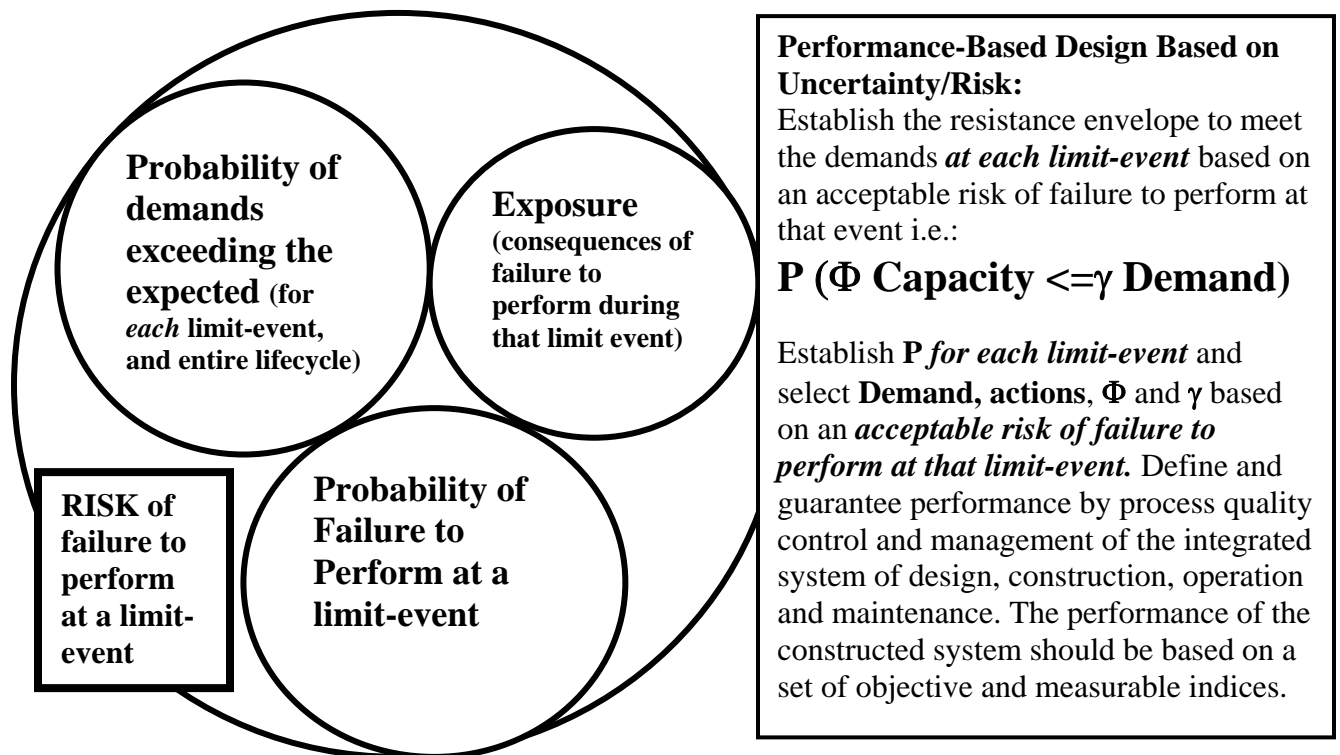 Probability of
demands
exceeding the
expected (for
each limit-event,
and entire lifecycle)
Exposure
(consequences of
failure to
perform during
that limit event)
Probability of
Failure to
Perform at a
limit-event
RISK of
failure to
perform
at a limit-
event
Performance-Based Design Based on
Uncertainty/Risk:
Establish the resistance envelope to meet
the demands at each limit-event based on
an acceptable risk of failure to perform at
that event i.e.:
P (Φ Capacity <=γ Demand)
Establish P for each limit-event and
select Demand, actions, Φ and γ based
on an acceptable risk of failure to
perform at that limit-event. Define and
guarantee performance by process quality
control and management of the integrated
system of design, construction, operation
and maintenance. The performance of the
constructed system should be based on a
set of objective and measurable indices.